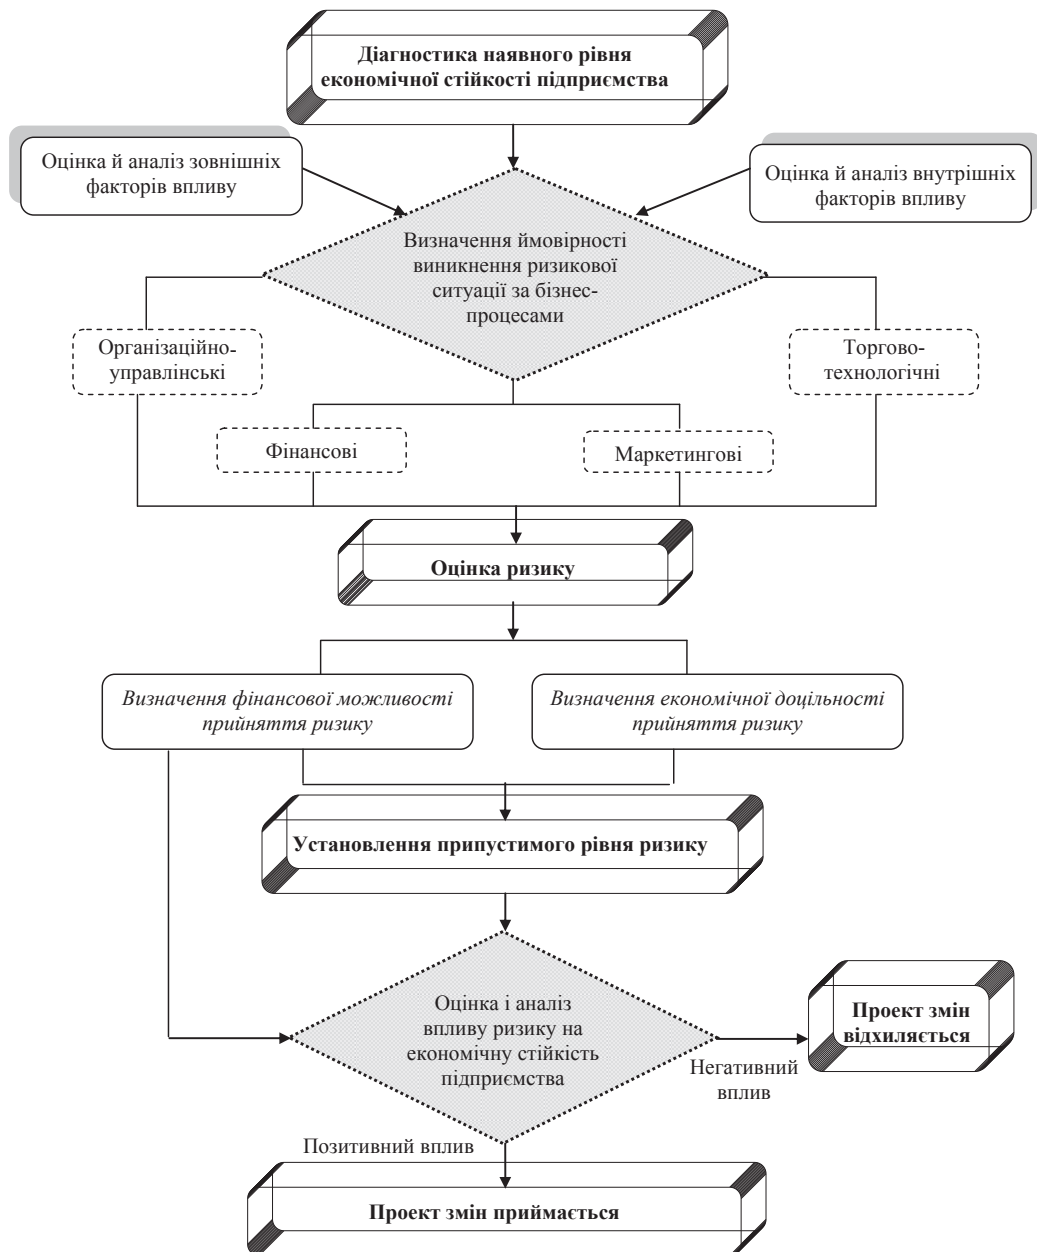 Діагностика наявного рівня
економічної стійкості підприємства
Оцінка й аналіз зовнішніх
факторів впливу
Оцінка й аналіз внутрішніх
факторів впливу
Визначення ймовірності
виникнення ризикової
ситуації за бізнес-
процесами
Організаційно-
управлінські
Торгово-
технологічні
Фінансові
Маркетингові
Оцінка ризику
Визначення фінансової можливості
прийняття ризику
Визначення економічної доцільності
прийняття ризику
Установлення припустимого рівня ризику
Оцінка і аналіз
впливу ризику на
економічну стійкість
підприємства
Проект змін
відхиляється
Негативний
вплив
Позитивний вплив
Проект змін приймається